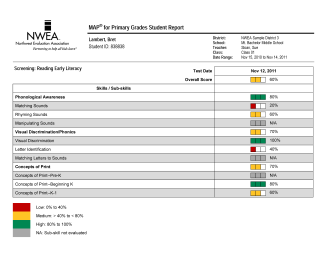 MAP® for Primary Grades Student Report
NWEA
Northwest Evaluation Association
Partnering to help all kids learn®
Lambert, Bret
Student ID: 835838
District: NWEA Sample District 3
School: Mt. Bachelor Middle School
Teacher: Sloan, Sue
Class: Class 01
Date Range: Nov 15, 2010 to Nov 14, 2011
Screening: Reading Early Literacy
Test Date Nov 12, 2011
Overall Score 60%
Skills / Sub-skills
Phonological Awareness 80%
Matching Sounds 20%
Rhyming Sounds 60%
Manipulating Sounds N/A
Visual Discrimination/Phonics 70%
Visual Discrimination 100%
Letter Identification 40%
Matching Letters to Sounds N/A
Concepts of Print 70%
Concepts of Print--Pre-K N/A
Concepts of Print--Beginning K 80%
Concepts of Print--K-1 60%
Low: 0% to 40%
Medium: > 40% to < 80%
High: 80% to 100%
NA: Sub-skill not evaluated